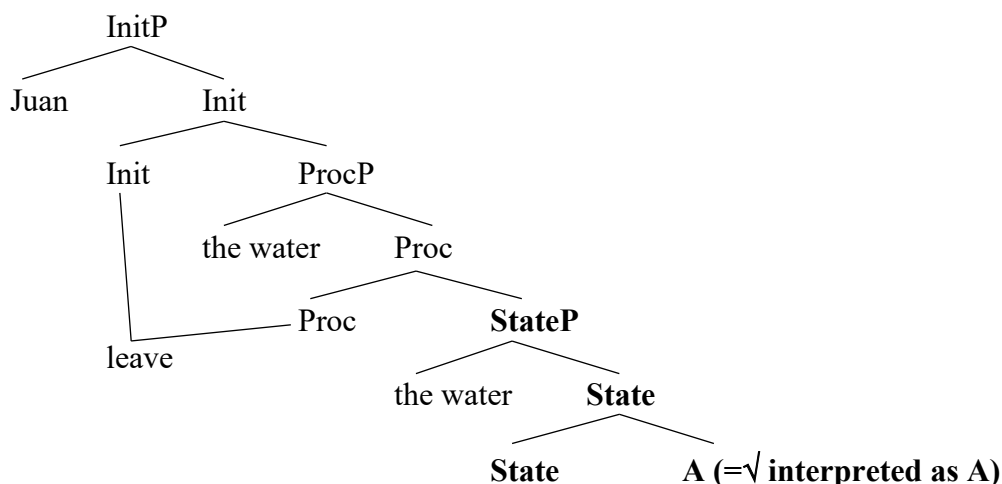 InitP
Juan Init
Init ProcP
the water Proc
Proc StateP
leave
the water State
State A (=√ interpreted as A)